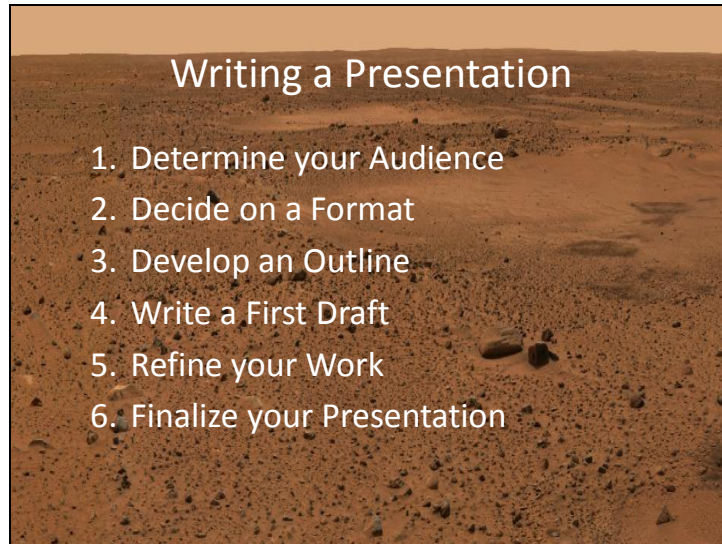 Writing a Presentation
1. Determine your Audience
2. Decide on a Format
3. Develop an Outline
4. Write a First Draft
5. Refine your Work
6. Finalize your Presentation